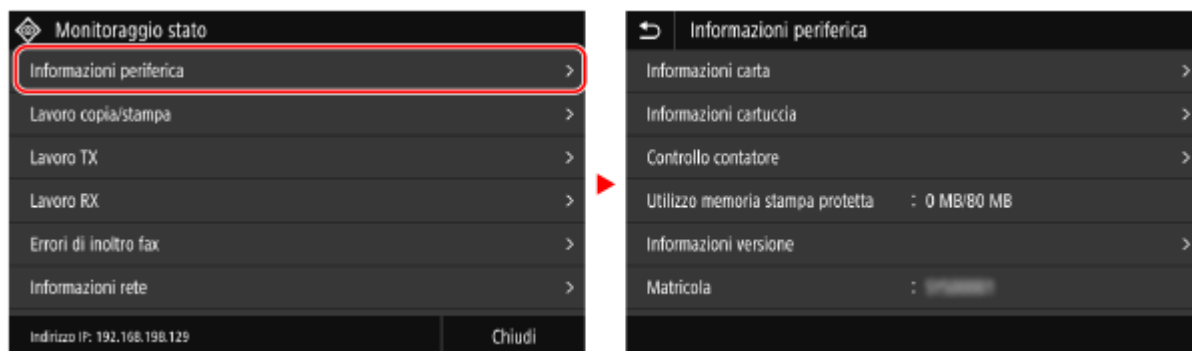 Monitoraggio stato
Informazioni periferica
Lavoro copia/stampa
Lavoro TX
Lavoro RX
Errori di inoltro fax
Informazioni rete
Indirizzo IP: 192.168.198.129
Chiudi
Informazioni periferica
Informazioni carta
Informazioni cartuccia
Controllo contatore
Utilizzo memoria stampa protetta : 0 MB/80 MB
Informazioni versione
Matricola :